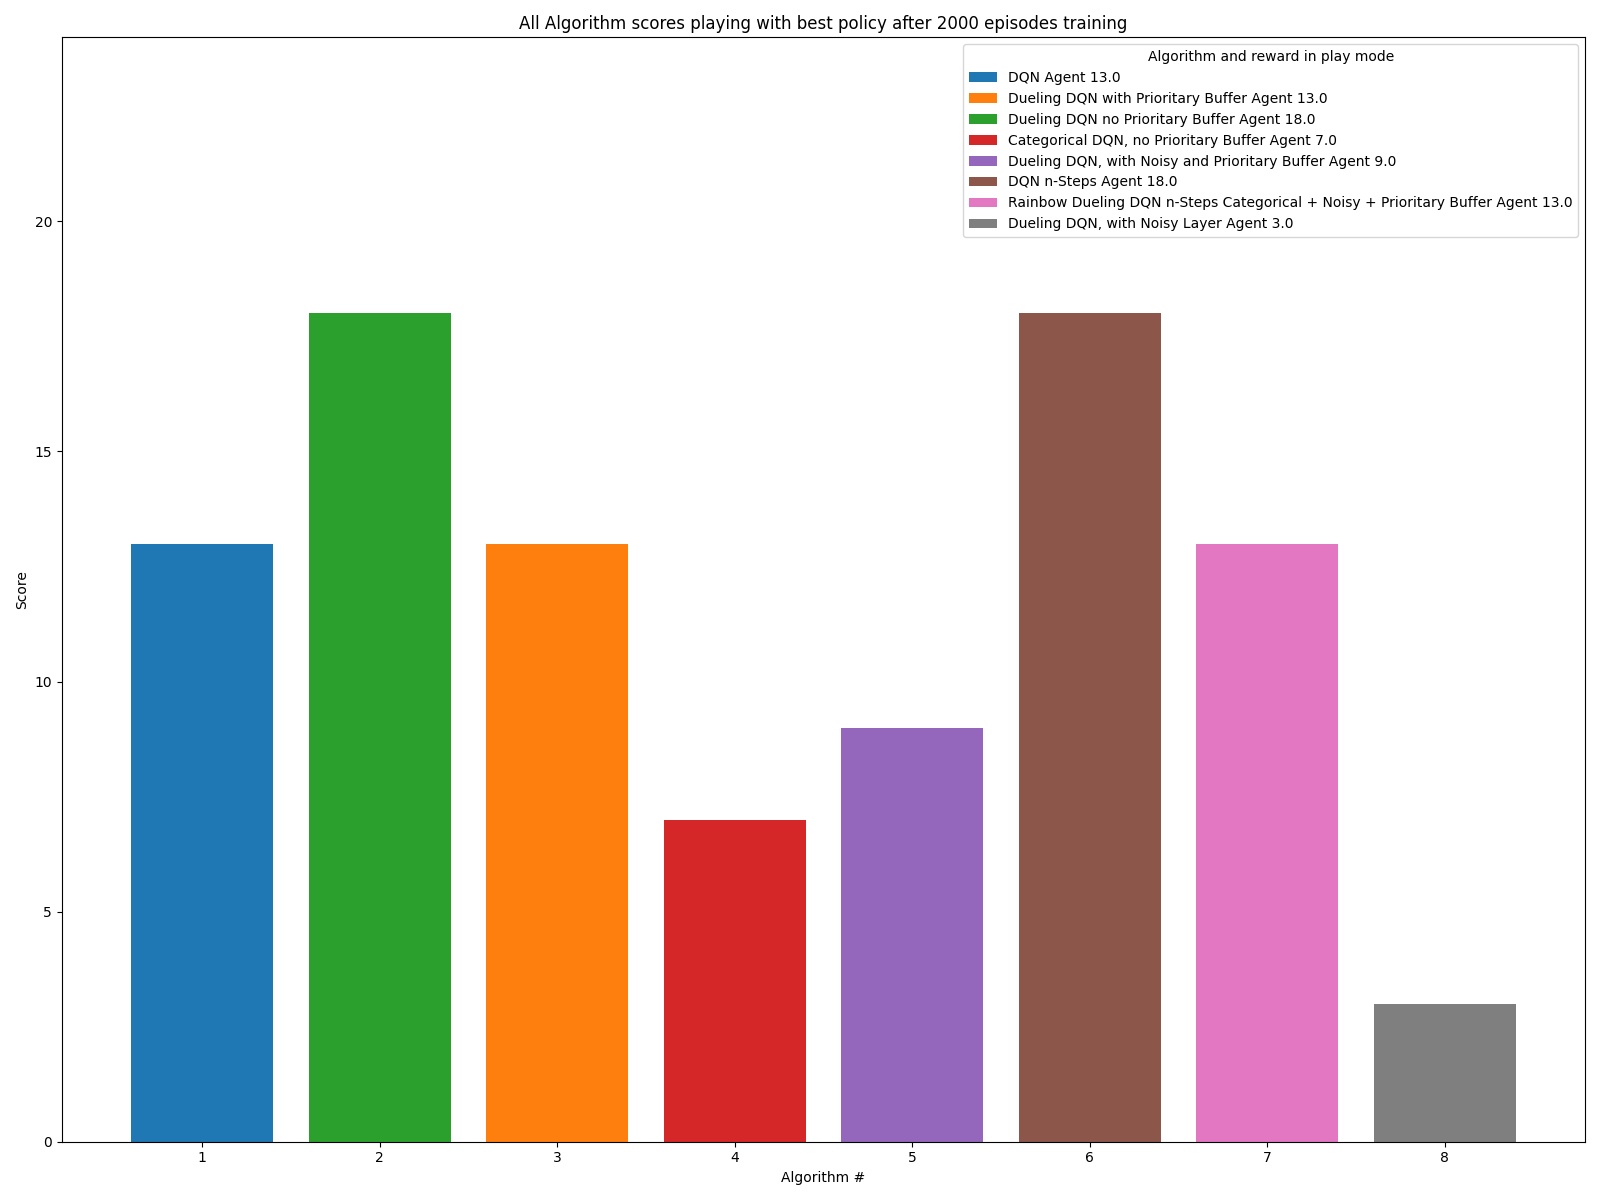 All Algorithm scores playing with best policy after 2000 episodes training
Algorithm and reward in play mode
DQN Agent 13.0
Dueling DQN with Prioritary Buffer Agent 13.0
Dueling DQN no Prioritary Buffer Agent 18.0
Categorical DQN, no Prioritary Buffer Agent 7.0
Dueling DQN, with Noisy and Prioritary Buffer Agent 9.0
DQN n-Steps Agent 18.0
Rainbow Dueling DQN n-Steps Categorical + Noisy + Prioritary Buffer Agent 13.0
Dueling DQN, with Noisy Layer Agent 3.0
20
15
10
5
0
Score
1 2 3 4 5 6 7 8
Algorithm #